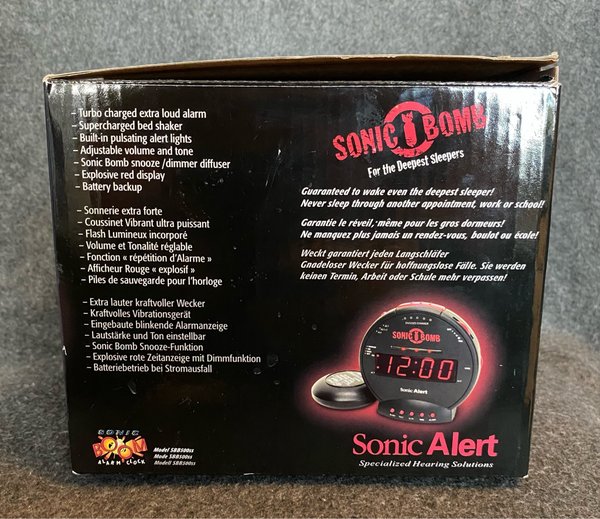 – Turbo charged extra loud alarm
– Supercharged bed shaker
– Built-in pulsating alert lights
– Adjustable volume and tone
– Sonic Bomb snooze /dimmer diffuser
– Explosive red display
– Battery backup
– Sonnerie extra forte
– Coussinet Vibrant ultra puissant
– Flash Lumineux incorporé
– Volume et Tonalité réglable
– Fonction « répétition d'Alarme »
– Afficheur Rouge « explosif »
– Piles de sauvegarde pour l'horloge
– Extra lauter kraftvoller Wecker
– Kraftvolles Vibrationsgerät
– Eingebaute blinkende Alarmanzeige
– Lautstärke und Ton einstellbar
– Sonic Bomb Snooze-Funktion
– Explosive rote Zeitanzeige mit Dimmfunktion
– Batteriebetrieb bei Stromausfall
SONIC
BOOM
ALARM CLOCK
Model SBB500ss
Mode SBB500ss
Modell SBB500ss
SONIC BOMB
For the Deepest Sleepers
Guaranteed to wake even the deepest sleeper!
Never sleep through another appointment, work or school!
Garantie le réveil, même pour les gros dormeurs!
Ne manquez plus jamais un rendez-vous, boulot ou école!
Weckt garantiert jeden Langschläfer
Gnadeloser Wecker für hoffnungslose Fälle. Sie werden
keinen Termin, Arbeit oder Schule mehr verpassen!
SONIC BOMB
12:00
Sonic Alert
Sonic Alert
Specialized Hearing Solutions